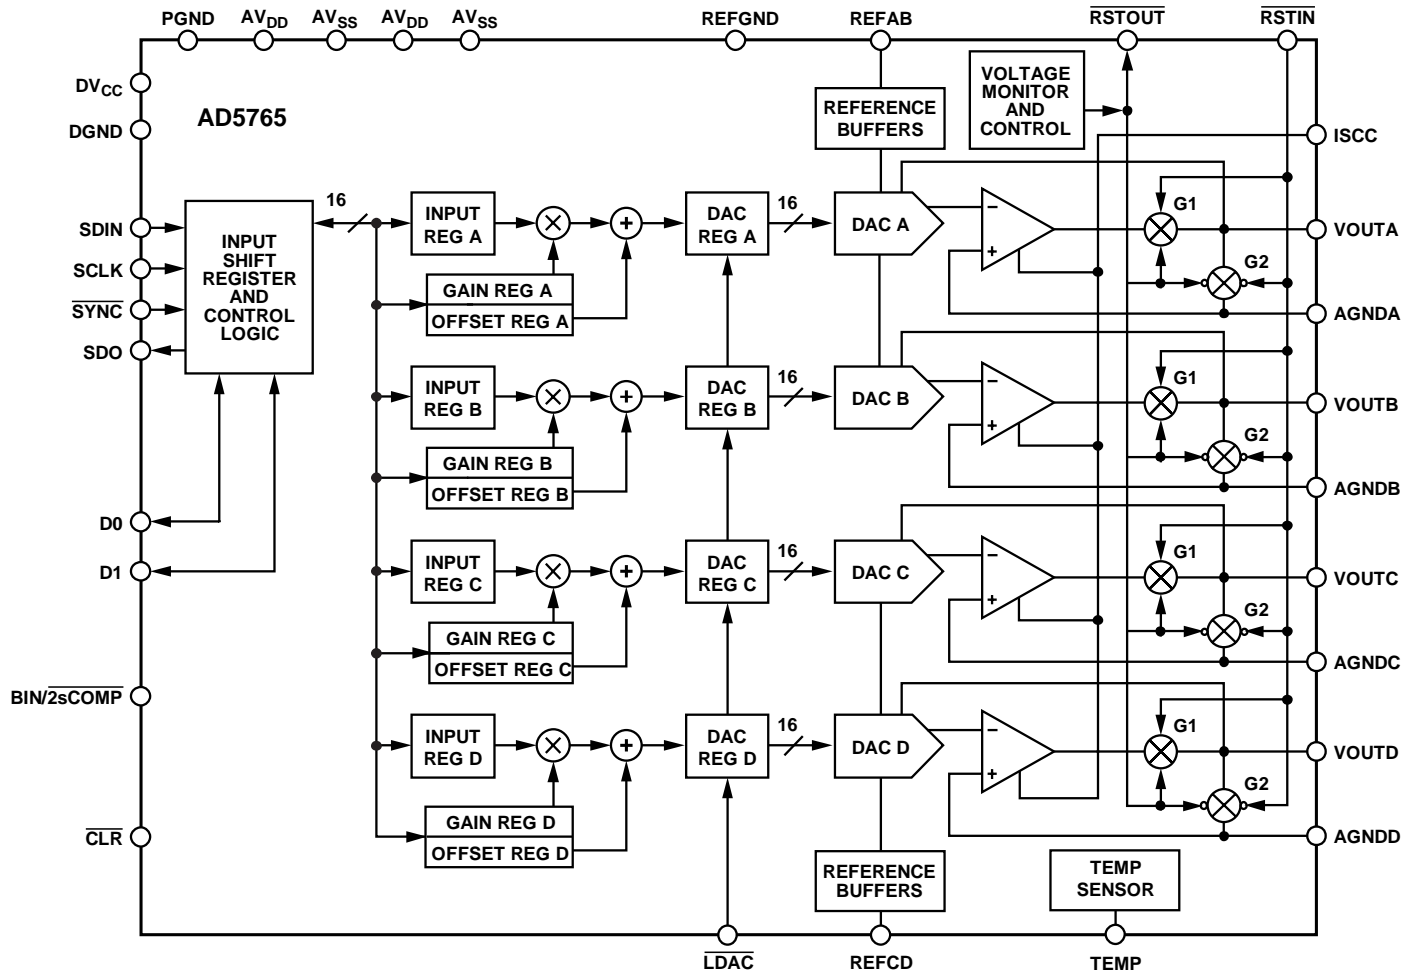 PGND AVDD AVSS AVDD AVSS REFGND REFAB RSTOUT RSTIN
DVCC
DGND
AD5765
REFERENCE
BUFFERS
VOLTAGE
MONITOR
AND
CONTROL
ISCC
SDIN
SCLK
SYNC
SDO
INPUT
SHIFT
REGISTER
AND
CONTROL
LOGIC
16
INPUT
REG A
×
+
DAC
REG A
16
DAC A
−
+
G1
G2
VOUTA
AGNDA
GAIN REG A
OFFSET REG A
INPUT
REG B
×
+
DAC
REG B
16
DAC B
−
+
G1
G2
VOUTB
AGNDB
GAIN REG B
OFFSET REG B
D0
D1
INPUT
REG C
×
+
DAC
REG C
16
DAC C
−
+
G1
G2
VOUTC
AGNDC
GAIN REG C
OFFSET REG C
BIN/2sCOMP
INPUT
REG D
×
+
DAC
REG D
16
DAC D
−
+
G1
G2
VOUTD
AGNDD
GAIN REG D
OFFSET REG D
CLR
REFERENCE
BUFFERS
TEMP
SENSOR
LDAC REFCD TEMP